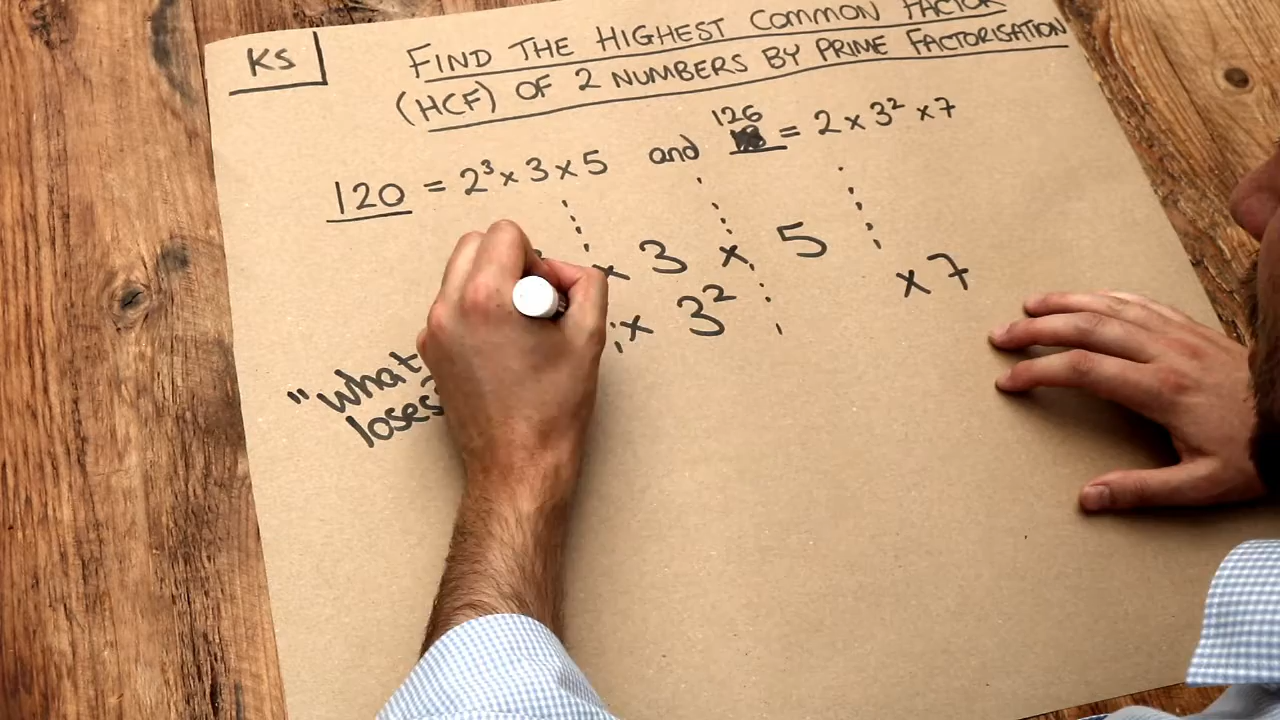 KS
FIND THE HIGHEST COMMON FACTOR
(HCF) OF 2 NUMBERS BY PRIME FACTORISATION
120 = 2³ × 3 × 5 and 126 = 2 × 3² × 7
× 3 × 5
× 3² × 7
"What
loses